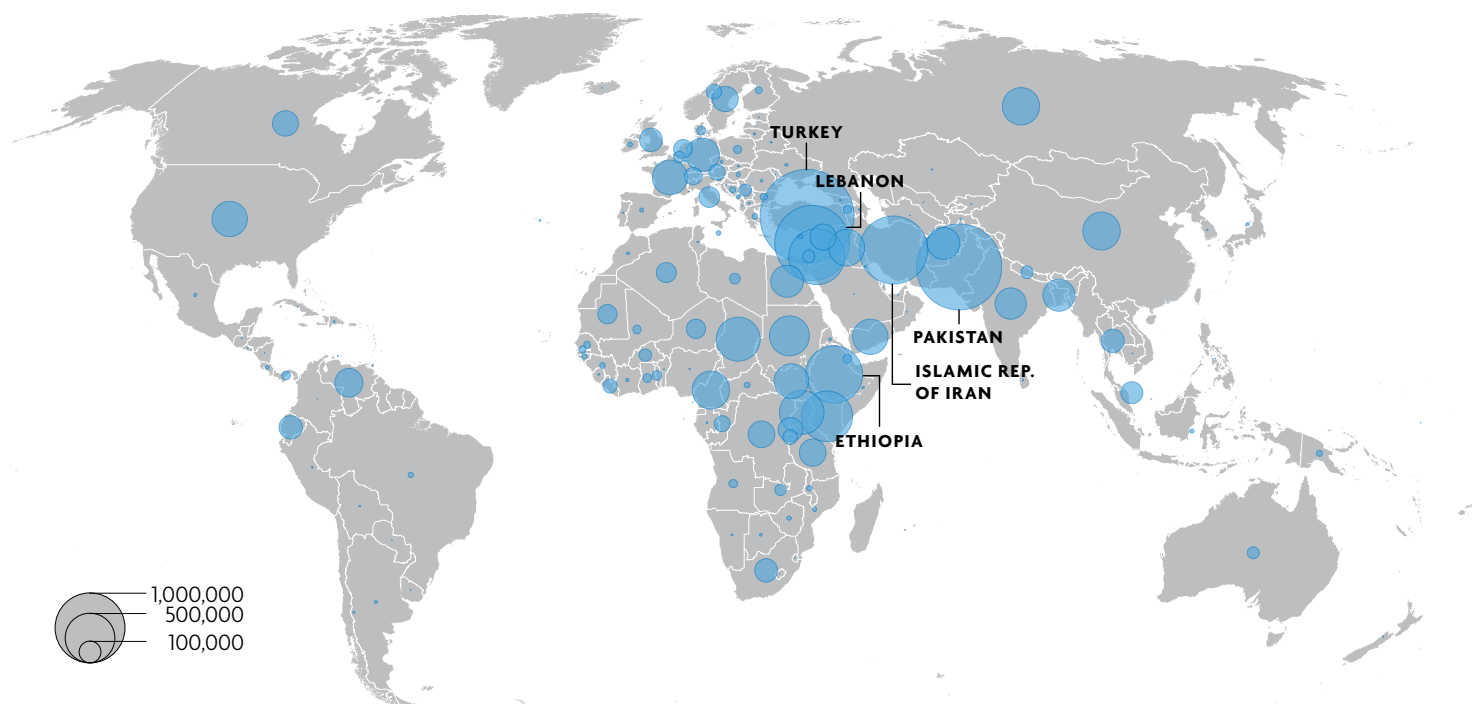 TURKEY
LEBANON
PAKISTAN
ISLAMIC REP.
OF IRAN
ETHIOPIA
1,000,000
500,000
100,000